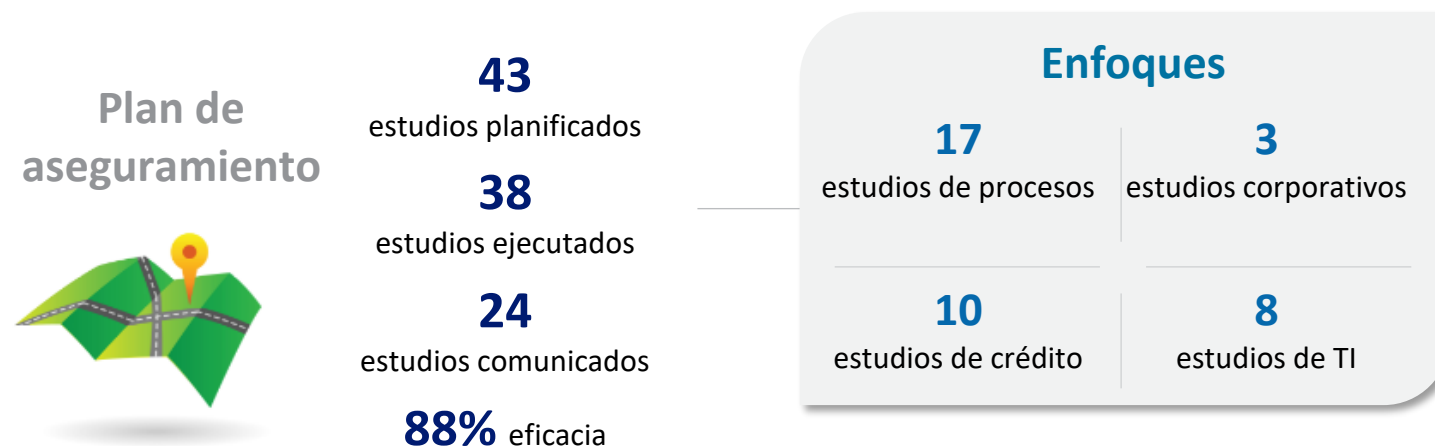 Plan de
aseguramiento
43
estudios planificados
38
estudios ejecutados
24
estudios comunicados
88% eficacia
Enfoques
17
estudios de procesos
3
estudios corporativos
10
estudios de crédito
8
estudios de TI